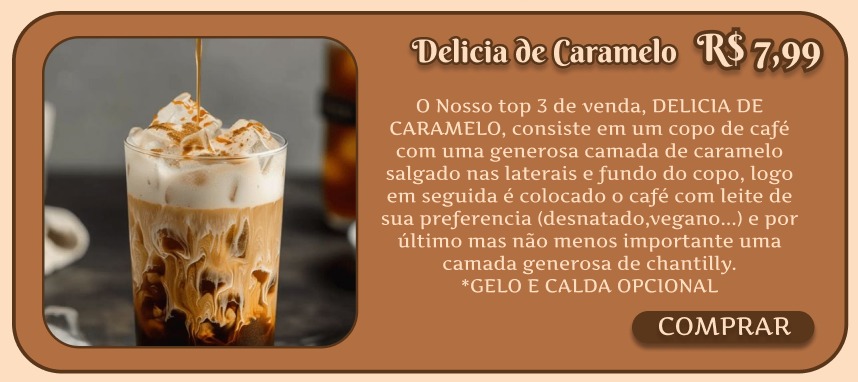 Delicia de Caramelo R$ 7,99
O Nosso top 3 de venda, DELICIA DE
CARAMELO, consiste em um copo de café
com uma generosa camada de caramelo
salgado nas laterais e fundo do copo, logo
em seguida é colocado o café com leite de
sua preferencia (desnatado,vegano...) e por
último mas não menos importante uma
camada generosa de chantilly.
*GELO E CALDA OPCIONAL
COMPRAR